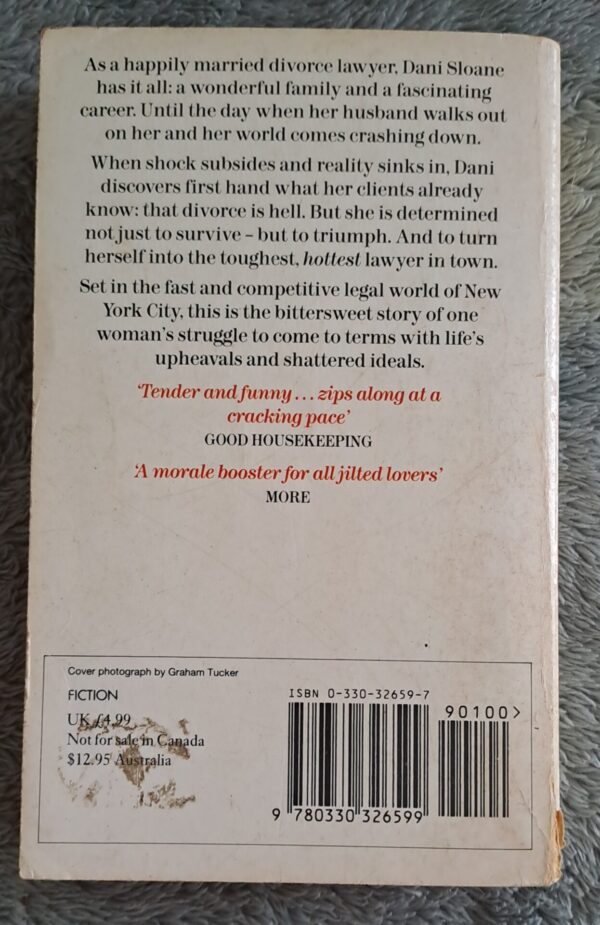 As a happily married divorce lawyer, Dani Sloane
has it all: a wonderful family and a fascinating
career. Until the day when her husband walks out
on her and her world comes crashing down.
When shock subsides and reality sinks in, Dani
discovers first hand what her clients already
know: that divorce is hell. But she is determined
not just to survive – but to triumph. And to turn
herself into the toughest, hottest lawyer in town.
Set in the fast and competitive legal world of New
York City, this is the bittersweet story of one
woman's struggle to come to terms with life's
upheavals and shattered ideals.
'Tender and funny... zips along at a
cracking pace'
GOOD HOUSEKEEPING
'A morale booster for all jilted lovers'
MORE
Cover photograph by Graham Tucker
FICTION
UK £4.99
Not for sale in Canada
$12.95 Australia
ISBN 0-330-32659-7
90100>
9 780330 326599